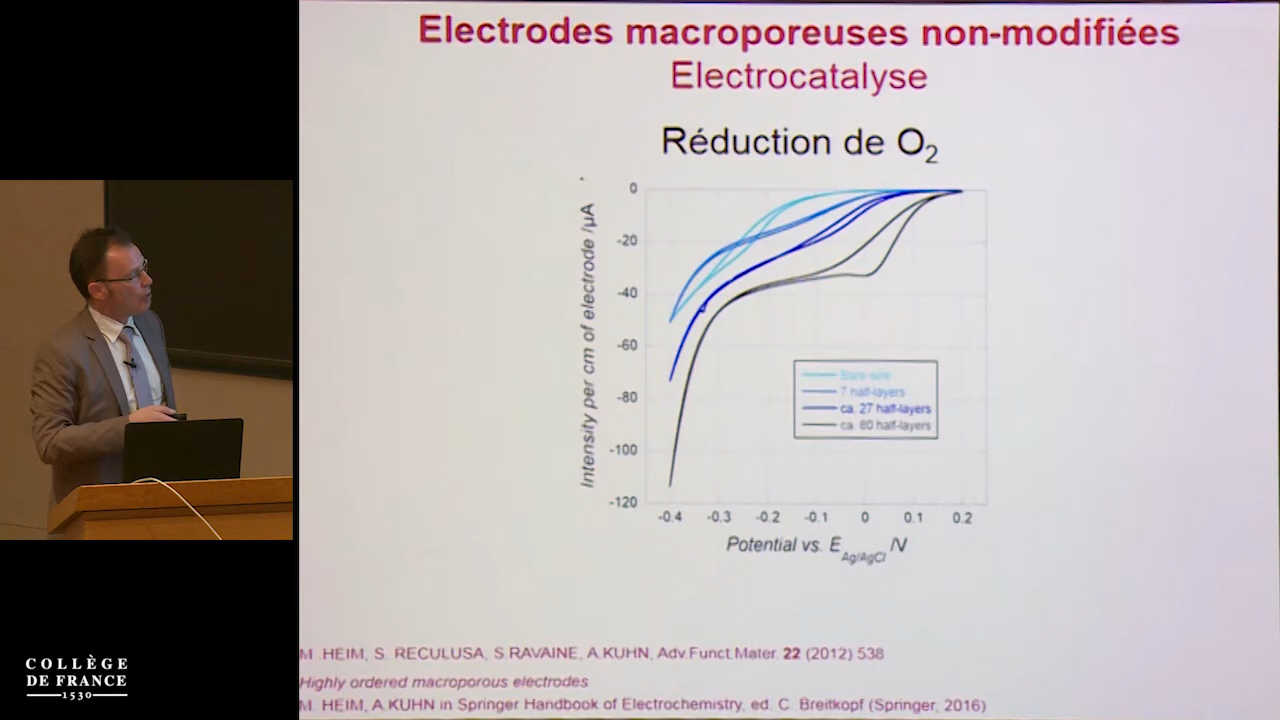 Electrodes macroporeuses non-modifiées
Electrocatalyse
Réduction de O2
Intensity per cm of electrode /µA
0
-20
-40
-60
-80
-100
-120
-0.4 -0.3 -0.2 -0.1 0 0.1 0.2
Potential vs. E Ag/AgCl /V
Bare wire
7 half-layers
ca. 27 half-layers
ca. 80 half-layers
M .HEIM, S. RECULUSA, S.RAVAINE, A.KUHN, Adv.Funct.Mater. 22 (2012) 538
Highly ordered macroporous electrodes
M. HEIM, A.KUHN in Springer Handbook of Electrochemistry, ed. C. Breitkopf (Springer, 2016)
COLLÈGE
DE FRANCE
1530